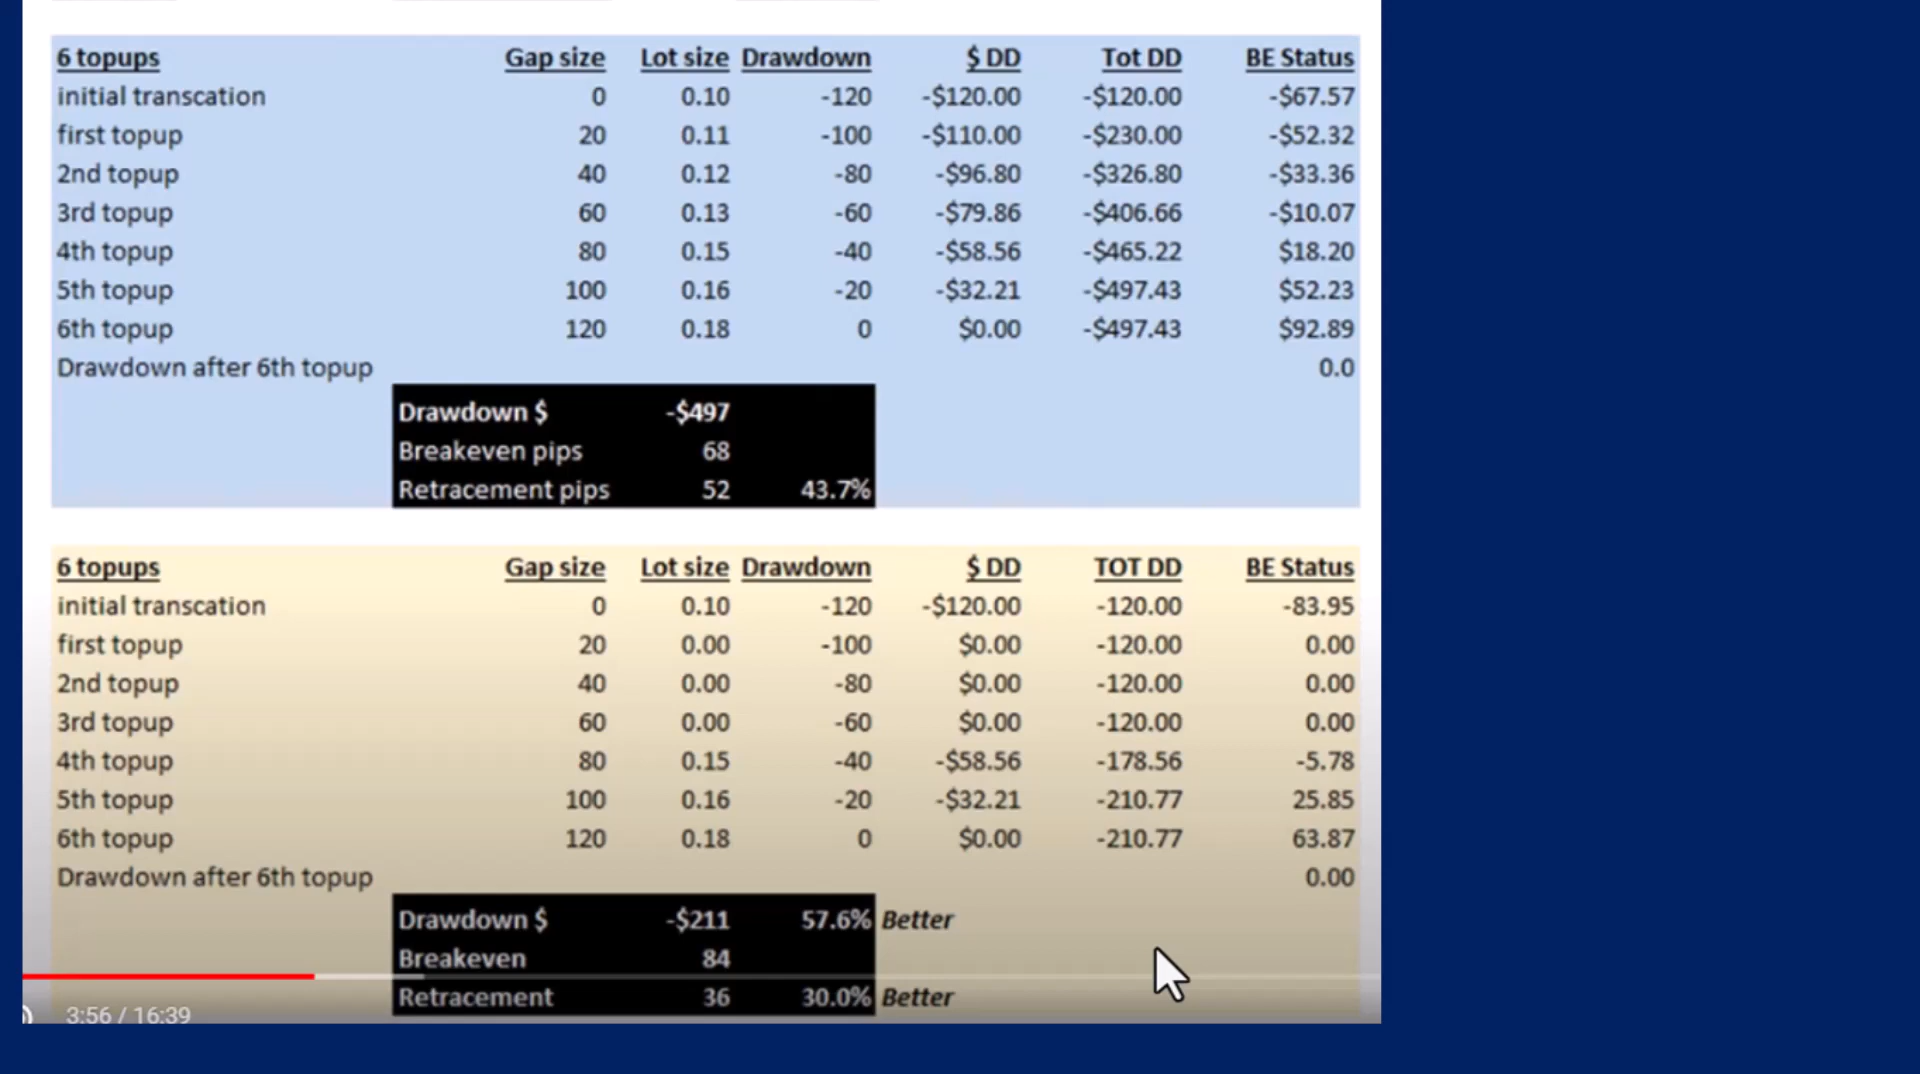 6 topups Gap size Lot size Drawdown $ DD Tot DD BE Status
initial transcation 0 0.10 -120 -$120.00 -$120.00 -$67.57
first topup 20 0.11 -100 -$110.00 -$230.00 -$52.32
2nd topup 40 0.12 -80 -$96.80 -$326.80 -$33.36
3rd topup 60 0.13 -60 -$79.86 -$406.66 -$10.07
4th topup 80 0.15 -40 -$58.56 -$465.22 $18.20
5th topup 100 0.16 -20 -$32.21 -$497.43 $52.23
6th topup 120 0.18 0 $0.00 -$497.43 $92.89
Drawdown after 6th topup 0.0
Drawdown $ -$497
Breakeven pips 68
Retracement pips 52 43.7%
6 topups Gap size Lot size Drawdown $ DD TOT DD BE Status
initial transcation 0 0.10 -120 -$120.00 -120.00 -83.95
first topup 20 0.00 -100 $0.00 -120.00 0.00
2nd topup 40 0.00 -80 $0.00 -120.00 0.00
3rd topup 60 0.00 -60 $0.00 -120.00 0.00
4th topup 80 0.15 -40 -$58.56 -178.56 -5.78
5th topup 100 0.16 -20 -$32.21 -210.77 25.85
6th topup 120 0.18 0 $0.00 -210.77 63.87
Drawdown after 6th topup 0.00
Drawdown $ -$211 57.6% Better
Breakeven 84
Retracement 36 30.0% Better
3:56 / 16:39